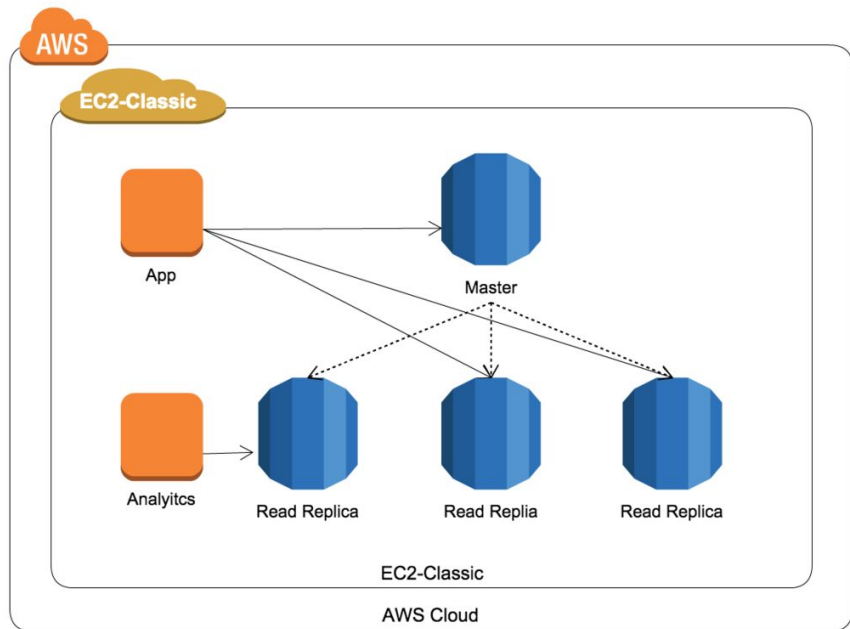 AWS
EC2-Classic
App
Master
Analyitcs
Read Replica
Read Replia
Read Replica
EC2-Classic
AWS Cloud